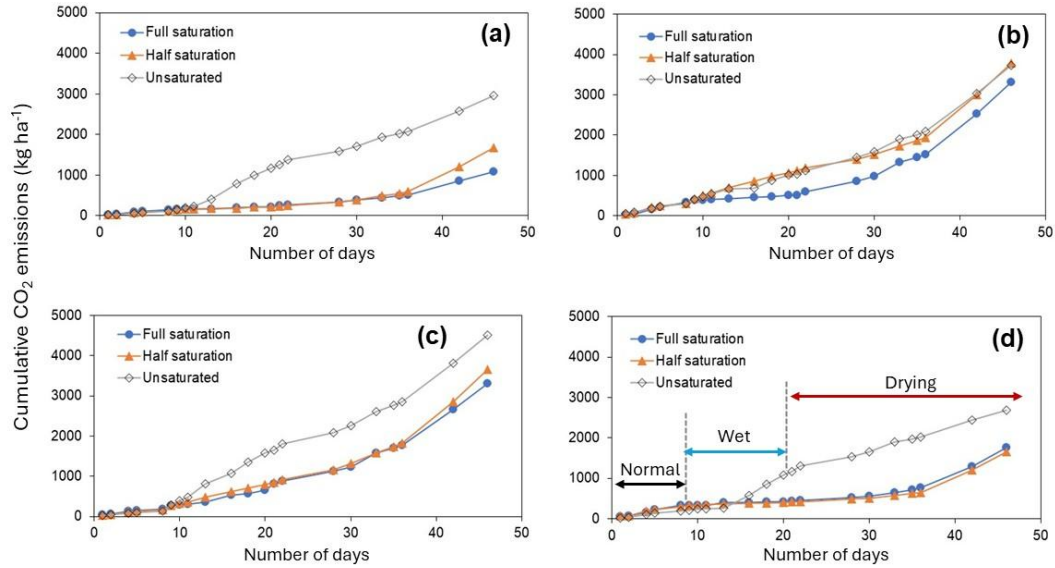 Cumulative CO₂ emissions (kg ha⁻¹)
5000
4000
3000
2000
1000
0
Full saturation
Half saturation
Unsaturated
(a)
0 10 20 30 40 50
Number of days
5000
4000
3000
2000
1000
0
Full saturation
Half saturation
Unsaturated
(b)
0 10 20 30 40 50
Number of days
5000
4000
3000
2000
1000
0
Full saturation
Half saturation
Unsaturated
(c)
0 10 20 30 40 50
Number of days
5000
4000
3000
2000
1000
0
Full saturation
Half saturation
Unsaturated
(d)
Drying
Wet
Normal
0 10 20 30 40 50
Number of days